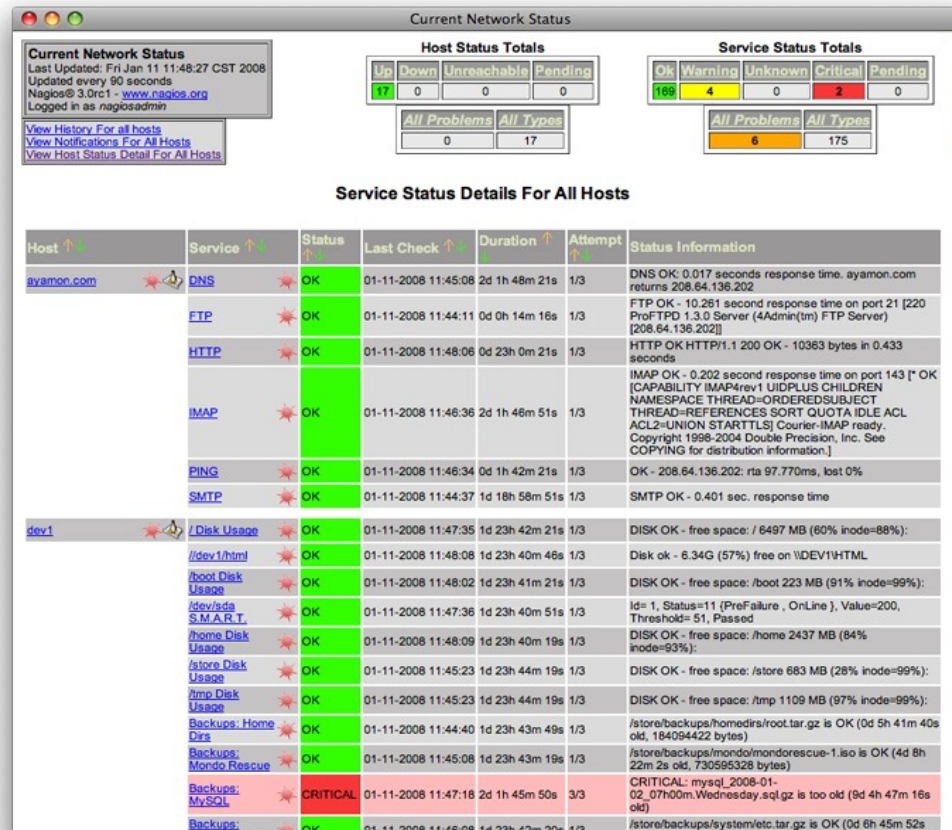 Current Network Status
Current Network Status
Last Updated: Fri Jan 11 11:48:27 CST 2008
Updated every 90 seconds
Nagios® 3.0rc1 - www.nagios.org
Logged in as nagiosadmin
View History For all hosts
View Notifications For All Hosts
View Host Status Detail For All Hosts
Host Status Totals
Up Down Unreachable Pending
17 0 0 0
All Problems All Types
0 17
Service Status Totals
Ok Warning Unknown Critical Pending
169 4 0 2 0
All Problems All Types
6 175
Service Status Details For All Hosts
Host Service Status Last Check Duration Attempt Status Information
ayamon.com DNS OK 01-11-2008 11:45:08 2d 1h 48m 21s 1/3 DNS OK: 0.017 seconds response time. ayamon.com
returns 208.64.136.202
FTP OK 01-11-2008 11:44:11 0d 0h 14m 16s 1/3 FTP OK - 10.261 second response time on port 21 [220
ProFTPD 1.3.0 Server (4Admin(tm) FTP Server)
[208.64.136.202]]
HTTP OK 01-11-2008 11:48:06 0d 23h 0m 21s 1/3 HTTP OK HTTP/1.1 200 OK - 10363 bytes in 0.433
seconds
IMAP OK 01-11-2008 11:46:36 2d 1h 46m 51s 1/3 IMAP OK - 0.202 second response time on port 143 [* OK
[CAPABILITY IMAP4rev1 UIDPLUS CHILDREN
NAMESPACE THREAD=ORDEREDSUBJECT
THREAD=REFERENCES SORT QUOTA IDLE ACL
ACL2=UNION STARTTLS] Courier-IMAP ready.
Copyright 1998-2004 Double Precision, Inc. See
COPYING for distribution information.]
PING OK 01-11-2008 11:46:34 0d 1h 42m 21s 1/3 OK - 208.64.136.202: rta 97.770ms, lost 0%
SMTP OK 01-11-2008 11:44:37 1d 18h 58m 51s 1/3 SMTP OK - 0.401 sec. response time
dev1 / Disk Usage OK 01-11-2008 11:47:35 1d 23h 42m 21s 1/3 DISK OK - free space: / 6497 MB (60% inode=88%):
//dev1/html OK 01-11-2008 11:48:08 1d 23h 40m 46s 1/3 Disk ok - 6.34G (57%) free on \\DEV1\HTML
/boot Disk
Usage OK 01-11-2008 11:48:02 1d 23h 41m 21s 1/3 DISK OK - free space: /boot 223 MB (91% inode=99%):
/dev/sda
S.M.A.R.T. OK 01-11-2008 11:47:36 1d 23h 40m 51s 1/3 Id= 1, Status=11 {PreFailure , OnLine }, Value=200,
Threshold= 51, Passed
/home Disk
Usage OK 01-11-2008 11:48:09 1d 23h 40m 19s 1/3 DISK OK - free space: /home 2437 MB (84%
inode=93%):
/store Disk
Usage OK 01-11-2008 11:45:23 1d 23h 44m 19s 1/3 DISK OK - free space: /store 683 MB (28% inode=99%):
/tmp Disk
Usage OK 01-11-2008 11:45:23 1d 23h 44m 19s 1/3 DISK OK - free space: /tmp 1109 MB (97% inode=99%):
Backups: Home
Dirs OK 01-11-2008 11:44:40 1d 23h 43m 49s 1/3 /store/backups/homedirs/root.tar.gz is OK (0d 5h 41m 40s
old, 184094422 bytes)
Backups:
Mondo Rescue OK 01-11-2008 11:45:08 1d 23h 43m 19s 1/3 /store/backups/mondo/mondorescue-1.iso is OK (4d 8h
22m 2s old, 730595328 bytes)
Backups:
MySQL CRITICAL 01-11-2008 11:47:18 2d 1h 45m 50s 3/3 CRITICAL: mysql_2008-01-
02_07h00m.Wednesday.sql.gz is too old (9d 4h 47m 16s
old)
Backups: OK 01-11-2008 11:46:08 1d 23h 42m 20s 1/3 /store/backups/system/etc.tar.gz is OK (0d 6h 45m 52s